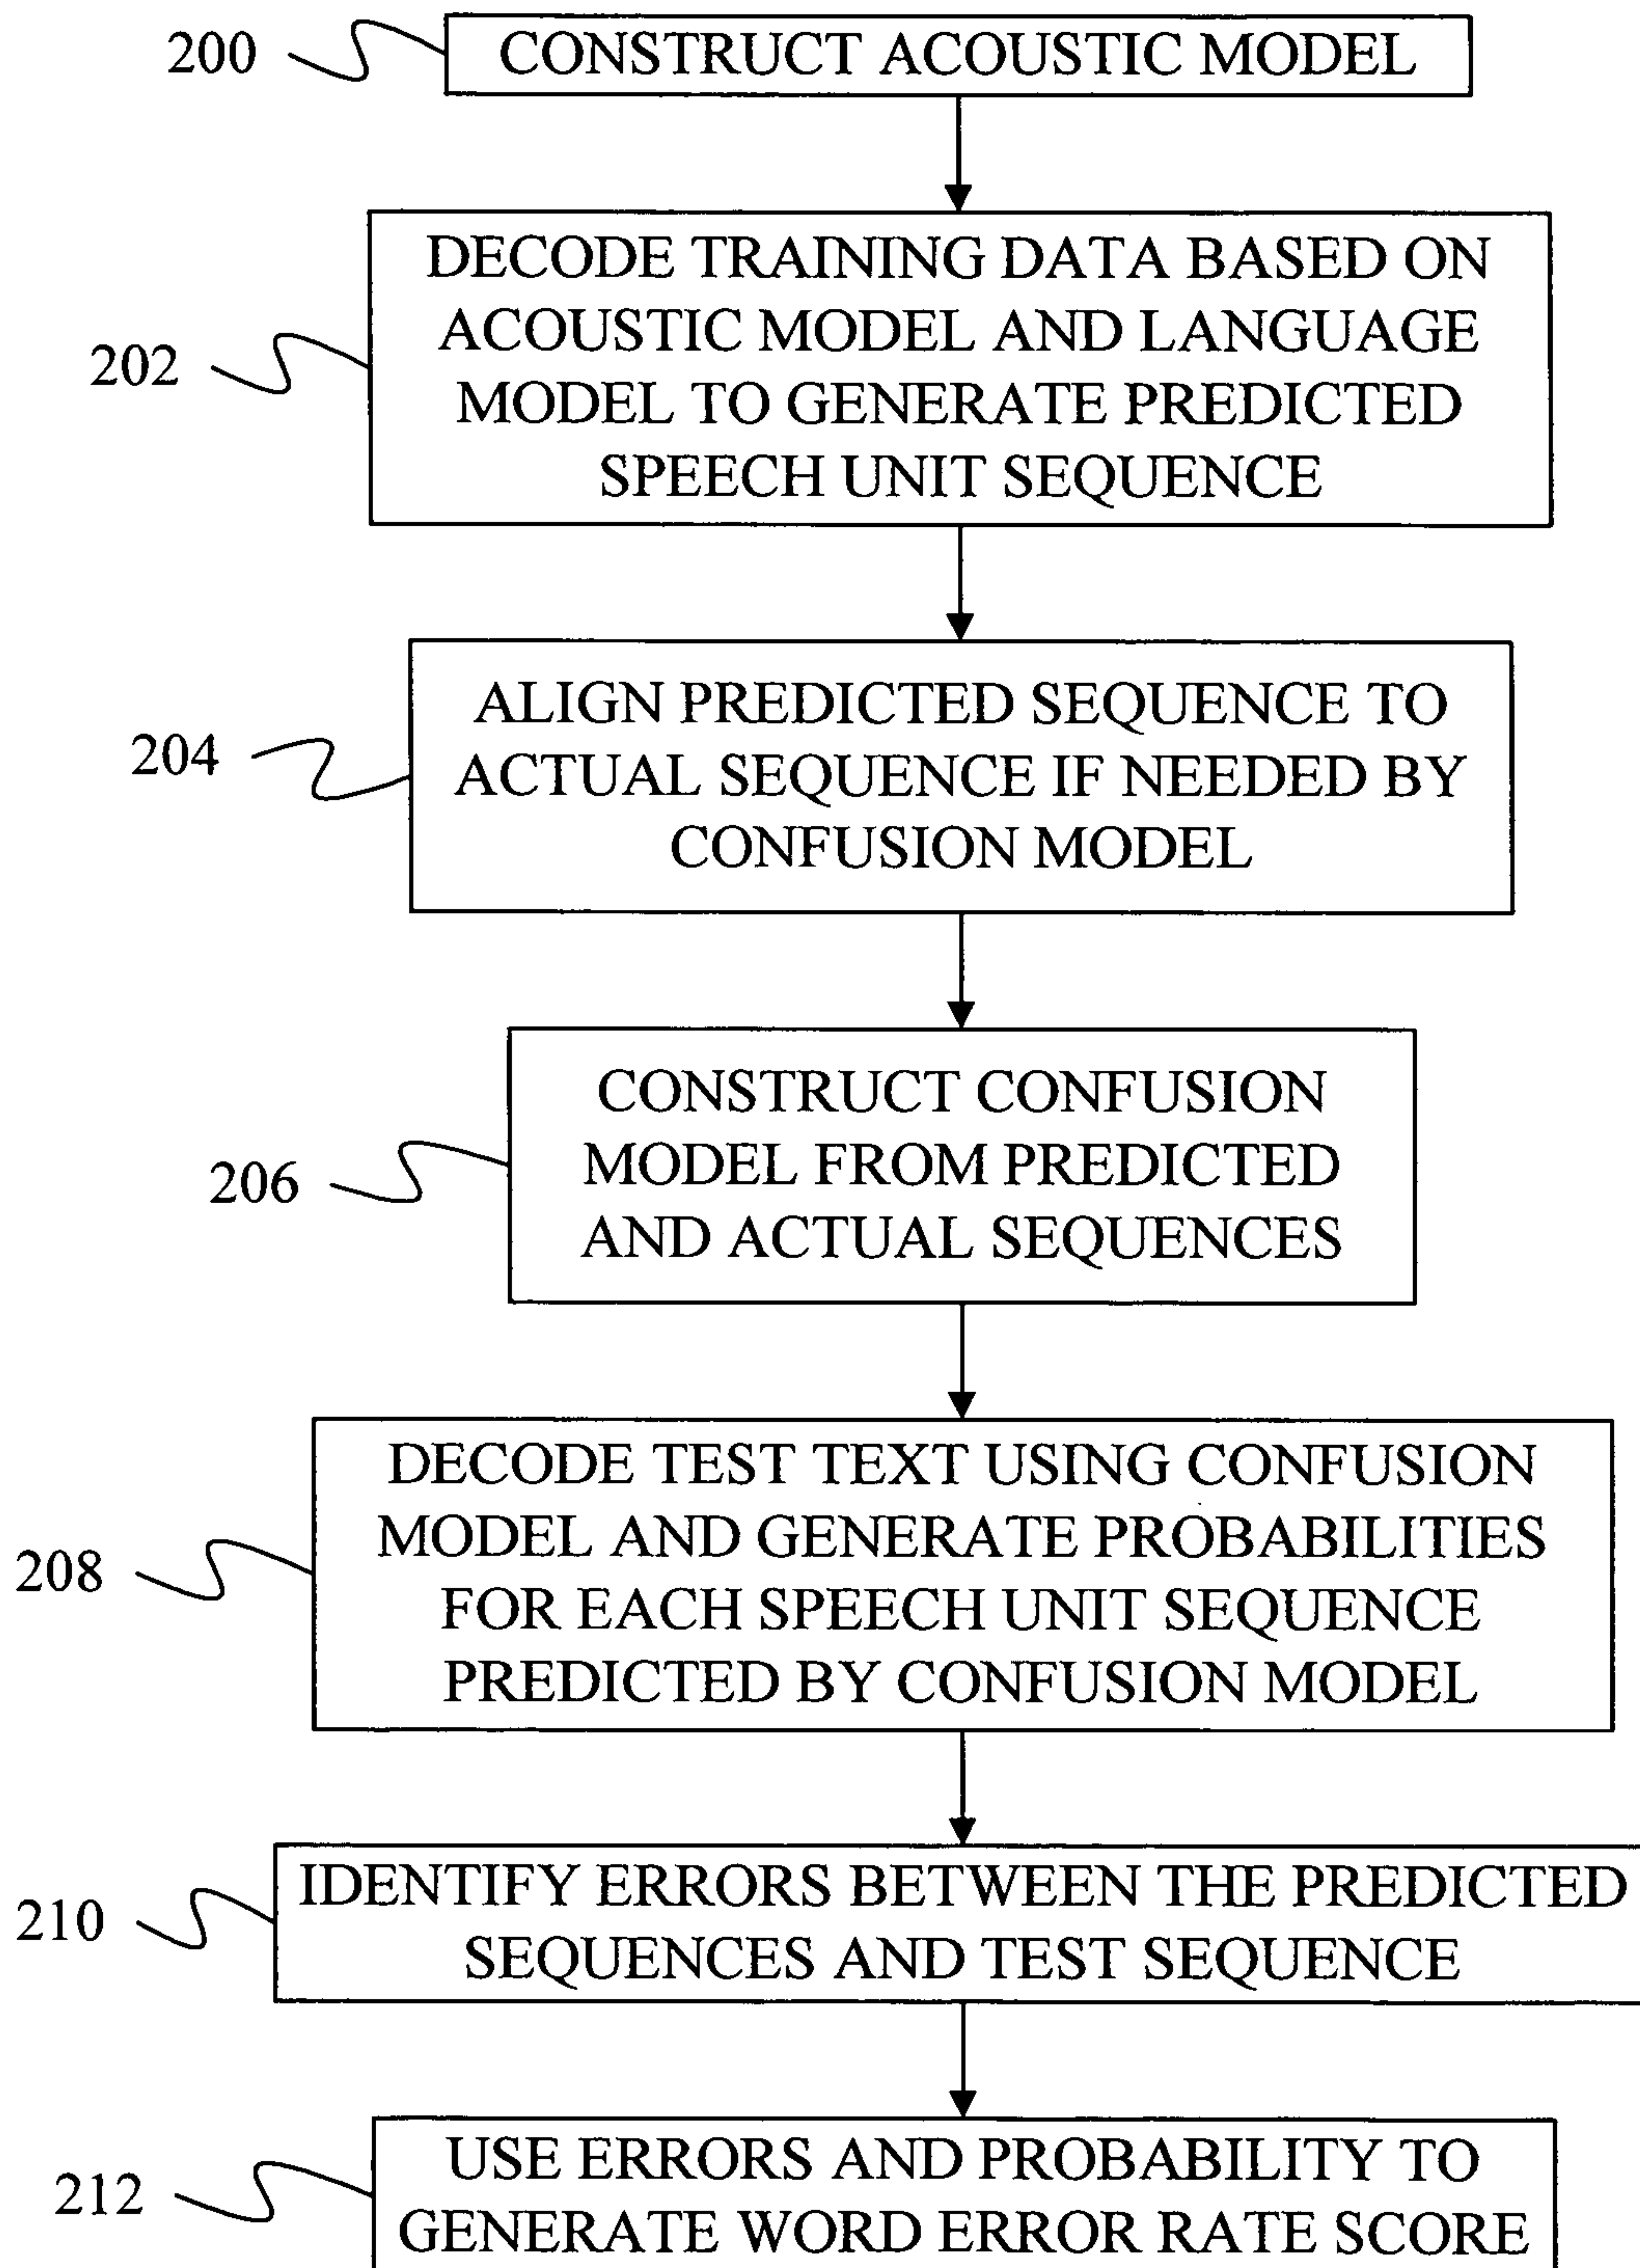 200
CONSTRUCT ACOUSTIC MODEL
202
DECODE TRAINING DATA BASED ON
ACOUSTIC MODEL AND LANGUAGE
MODEL TO GENERATE PREDICTED
SPEECH UNIT SEQUENCE
204
ALIGN PREDICTED SEQUENCE TO
ACTUAL SEQUENCE IF NEEDED BY
CONFUSION MODEL
206
CONSTRUCT CONFUSION
MODEL FROM PREDICTED
AND ACTUAL SEQUENCES
208
DECODE TEST TEXT USING CONFUSION
MODEL AND GENERATE PROBABILITIES
FOR EACH SPEECH UNIT SEQUENCE
PREDICTED BY CONFUSION MODEL
210
IDENTIFY ERRORS BETWEEN THE PREDICTED
SEQUENCES AND TEST SEQUENCE
212
USE ERRORS AND PROBABILITY TO
GENERATE WORD ERROR RATE SCORE